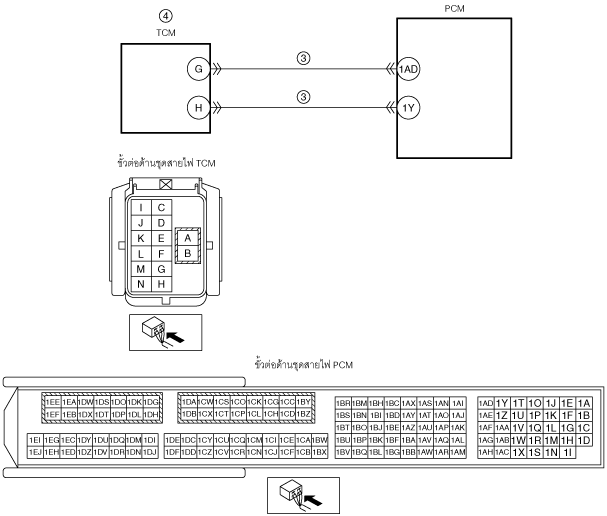 ④
TCM
PCM
G
③
1AD
H
③
1Y
ขั้วต่อด้านชุดสายไฟ TCM
I C
J D
K E A
L F B
M G
N H
ขั้วต่อด้านชุดสายไฟ PCM
1EE 1EA 1DW 1DS 1DO 1DK 1DG 1DA 1CW 1CS 1CO 1CK 1CG 1CC 1BY 1BR 1BM 1BH 1BC 1AX 1AS 1AN 1AI 1AD 1Y 1T 1O 1J 1E 1A
1EF 1EB 1DX 1DT 1DP 1DL 1DH 1DB 1CX 1CT 1CP 1CL 1CH 1CD 1BZ 1BS 1BN 1BI 1BD 1AY 1AT 1AO 1AJ 1AE 1Z 1U 1P 1K 1F 1B
1BT 1BO 1BJ 1BE 1AZ 1AU 1AP 1AK 1AF 1AA 1V 1Q 1L 1G 1C
1EI 1EG 1EC 1DY 1DU 1DQ 1DM 1DI 1DE 1DC 1CY 1CU 1CQ 1CM 1CI 1CE 1CA 1BW 1BU 1BP 1BK 1BF 1BA 1AV 1AQ 1AL 1AG 1AB 1W 1R 1M 1H 1D
1EJ 1EH 1ED 1DZ 1DV 1DR 1DN 1DJ 1DF 1DD 1CZ 1CV 1CR 1CN 1CJ 1CF 1CB 1BX 1BV 1BQ 1BL 1BG 1BB 1AW 1AR 1AM 1AH 1AC 1X 1S 1N 1I